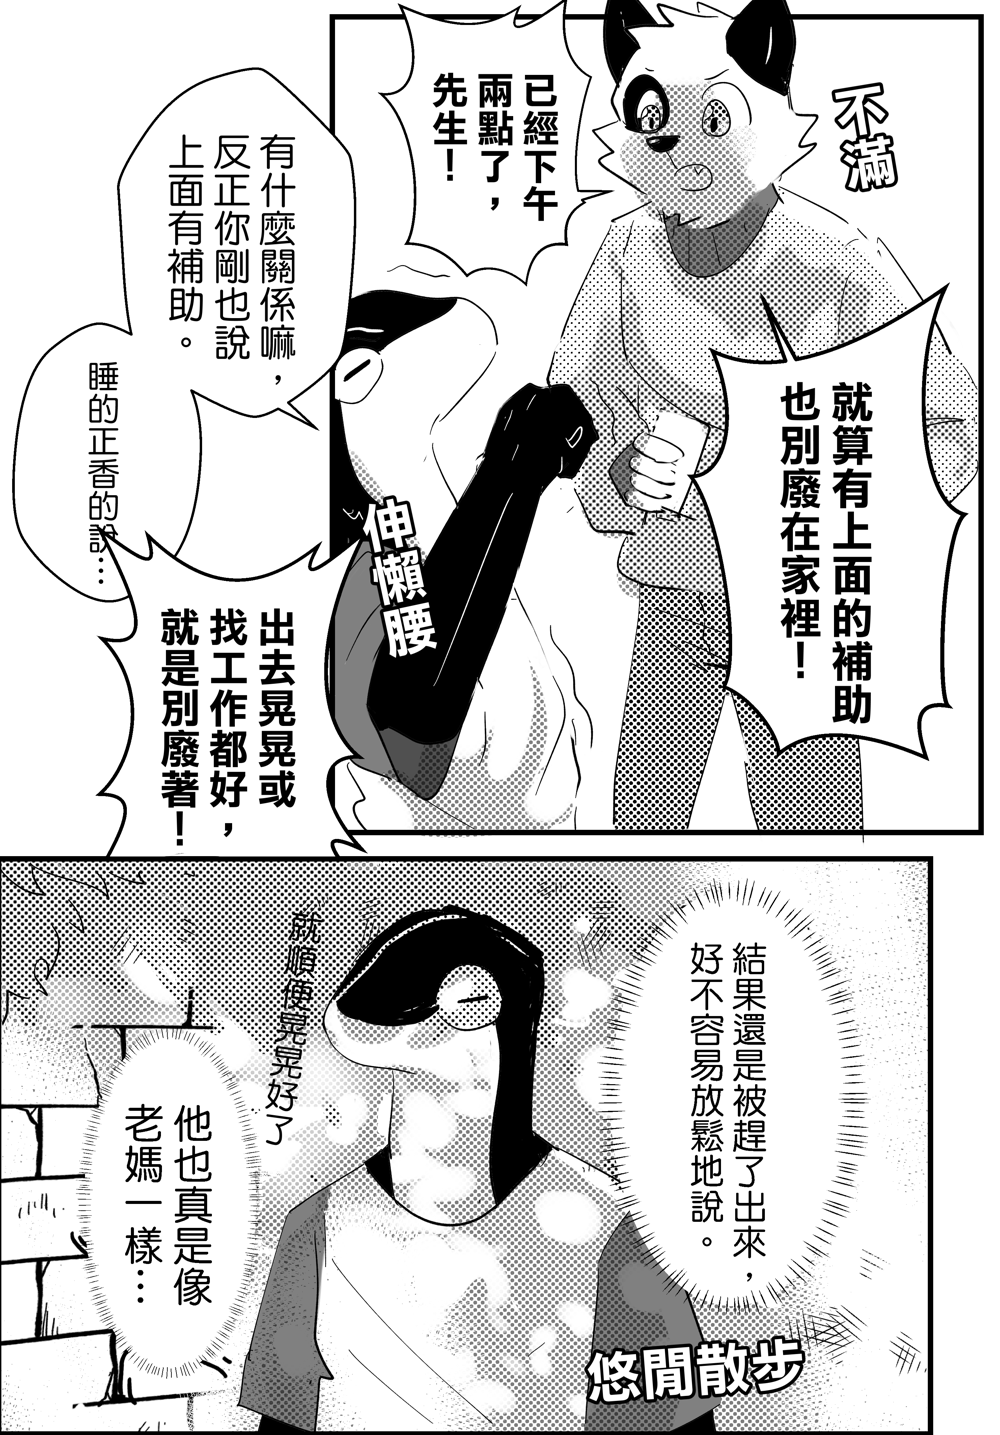 已經下午
兩點了，
先生！
不滿
有什麼關係嘛，
反正你剛也說
上面有補助。
睡的正香的說…
就算有上面的補助
也別廢在家裡！
伸懶腰
出去晃晃或
找工作都好，
就是別廢著！
結果還是被趕了出來，
好不容易放鬆地說。
就順便晃晃好了
他也真是像
老媽一樣…
悠閒散步